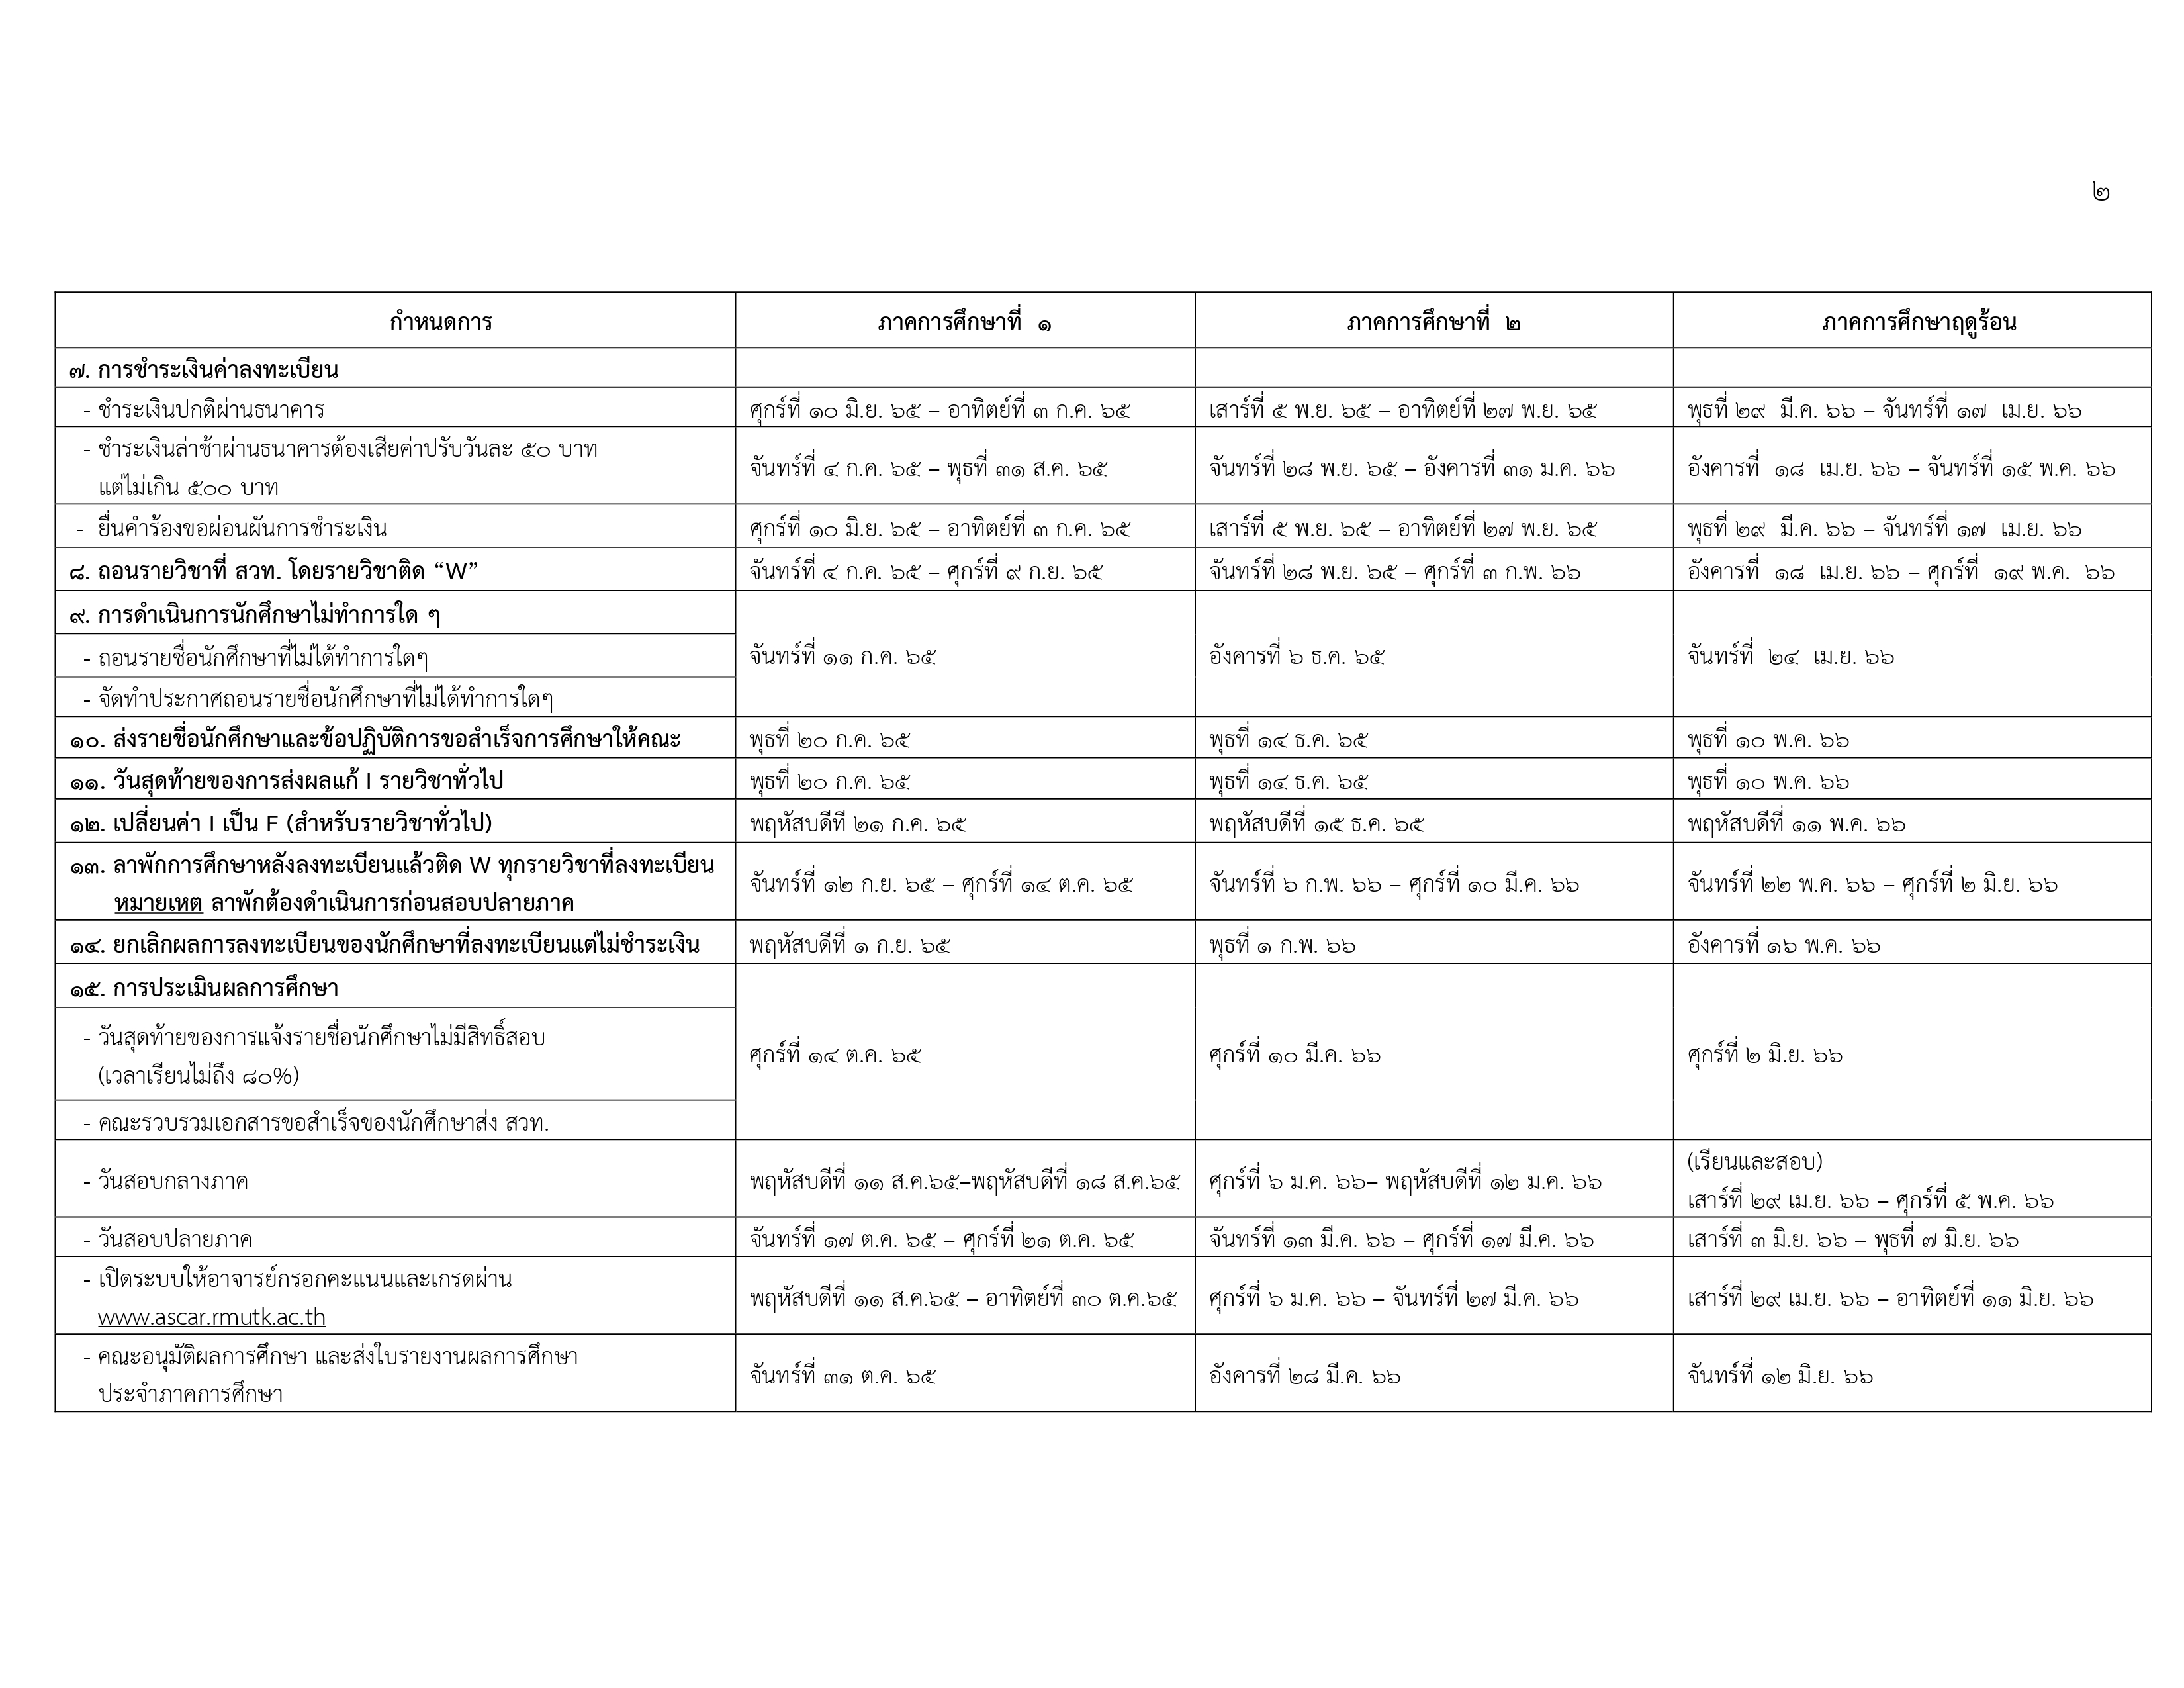 ๒
กำหนดการ ภาคการศึกษาที่ ๑ ภาคการศึกษาที่ ๒ ภาคการศึกษาฤดูร้อน
๗. การชำระเงินค่าลงทะเบียน
- ชำระเงินปกติผ่านธนาคาร ศุกร์ที่ ๑๐ มิ.ย. ๖๕ – อาทิตย์ที่ ๓ ก.ค. ๖๕ เสาร์ที่ ๕ พ.ย. ๖๕ – อาทิตย์ที่ ๒๗ พ.ย. ๖๕ พุธที่ ๒๙ มี.ค. ๖๖ – จันทร์ที่ ๑๗ เม.ย. ๖๖
- ชำระเงินล่าช้าผ่านธนาคารต้องเสียค่าปรับวันละ ๕๐ บาท
แต่ไม่เกิน ๕๐๐ บาท
จันทร์ที่ ๔ ก.ค. ๖๕ – พุธที่ ๓๑ ส.ค. ๖๕ จันทร์ที่ ๒๘ พ.ย. ๖๕ – อังคารที่ ๓๑ ม.ค. ๖๖ อังคารที่ ๑๘ เม.ย. ๖๖ – จันทร์ที่ ๑๕ พ.ค. ๖๖
- ยื่นคำร้องขอผ่อนผันการชำระเงิน ศุกร์ที่ ๑๐ มิ.ย. ๖๕ – อาทิตย์ที่ ๓ ก.ค. ๖๕ เสาร์ที่ ๕ พ.ย. ๖๕ – อาทิตย์ที่ ๒๗ พ.ย. ๖๕ พุธที่ ๒๙ มี.ค. ๖๖ – จันทร์ที่ ๑๗ เม.ย. ๖๖
๘. ถอนรายวิชาที่ สวท. โดยรายวิชาติด “W” จันทร์ที่ ๔ ก.ค. ๖๕ – ศุกร์ที่ ๙ ก.ย. ๖๕ จันทร์ที่ ๒๘ พ.ย. ๖๕ – ศุกร์ที่ ๓ ก.พ. ๖๖ อังคารที่ ๑๘ เม.ย. ๖๖ – ศุกร์ที่ ๑๙ พ.ค. ๖๖
๙. การดำเนินการนักศึกษาไม่ทำการใด ๆ
- ถอนรายชื่อนักศึกษาที่ไม่ได้ทำการใดๆ จันทร์ที่ ๑๑ ก.ค. ๖๕ อังคารที่ ๖ ธ.ค. ๖๕ จันทร์ที่ ๒๔ เม.ย. ๖๖
- จัดทำประกาศถอนรายชื่อนักศึกษาที่ไม่ได้ทำการใดๆ
๑๐. ส่งรายชื่อนักศึกษาและข้อปฏิบัติการขอสำเร็จการศึกษาให้คณะ พุธที่ ๒๐ ก.ค. ๖๕ พุธที่ ๑๔ ธ.ค. ๖๕ พุธที่ ๑๐ พ.ค. ๖๖
๑๑. วันสุดท้ายของการส่งผลแก้ I รายวิชาทั่วไป พุธที่ ๒๐ ก.ค. ๖๕ พุธที่ ๑๔ ธ.ค. ๖๕ พุธที่ ๑๐ พ.ค. ๖๖
๑๒. เปลี่ยนค่า I เป็น F (สำหรับรายวิชาทั่วไป) พฤหัสบดีที ๒๑ ก.ค. ๖๕ พฤหัสบดีที่ ๑๕ ธ.ค. ๖๕ พฤหัสบดีที่ ๑๑ พ.ค. ๖๖
๑๓. ลาพักการศึกษาหลังลงทะเบียนแล้วติด W ทุกรายวิชาที่ลงทะเบียน
หมายเหต ลาพักต้องดำเนินการก่อนสอบปลายภาค
จันทร์ที่ ๑๒ ก.ย. ๖๕ – ศุกร์ที่ ๑๔ ต.ค. ๖๕ จันทร์ที่ ๖ ก.พ. ๖๖ – ศุกร์ที่ ๑๐ มี.ค. ๖๖ จันทร์ที่ ๒๒ พ.ค. ๖๖ – ศุกร์ที่ ๒ มิ.ย. ๖๖
๑๔. ยกเลิกผลการลงทะเบียนของนักศึกษาที่ลงทะเบียนแต่ไม่ชำระเงิน พฤหัสบดีที่ ๑ ก.ย. ๖๕ พุธที่ ๑ ก.พ. ๖๖ อังคารที่ ๑๖ พ.ค. ๖๖
๑๕. การประเมินผลการศึกษา
- วันสุดท้ายของการแจ้งรายชื่อนักศึกษาไม่มีสิทธิ์สอบ
(เวลาเรียนไม่ถึง ๘๐%)
ศุกร์ที่ ๑๔ ต.ค. ๖๕ ศุกร์ที่ ๑๐ มี.ค. ๖๖ ศุกร์ที่ ๒ มิ.ย. ๖๖
- คณะรวบรวมเอกสารขอสำเร็จของนักศึกษาส่ง สวท.
- วันสอบกลางภาค พฤหัสบดีที่ ๑๑ ส.ค.๖๕–พฤหัสบดีที่ ๑๘ ส.ค.๖๕ ศุกร์ที่ ๖ ม.ค. ๖๖– พฤหัสบดีที่ ๑๒ ม.ค. ๖๖
(เรียนและสอบ)
เสาร์ที่ ๒๙ เม.ย. ๖๖ – ศุกร์ที่ ๕ พ.ค. ๖๖
- วันสอบปลายภาค จันทร์ที่ ๑๗ ต.ค. ๖๕ – ศุกร์ที่ ๒๑ ต.ค. ๖๕ จันทร์ที่ ๑๓ มี.ค. ๖๖ – ศุกร์ที่ ๑๗ มี.ค. ๖๖ เสาร์ที่ ๓ มิ.ย. ๖๖ – พุธที่ ๗ มิ.ย. ๖๖
- เปิดระบบให้อาจารย์กรอกคะแนนและเกรดผ่าน
www.ascar.rmutk.ac.th
พฤหัสบดีที่ ๑๑ ส.ค.๖๕ – อาทิตย์ที่ ๓๐ ต.ค.๖๕ ศุกร์ที่ ๖ ม.ค. ๖๖ – จันทร์ที่ ๒๗ มี.ค. ๖๖ เสาร์ที่ ๒๙ เม.ย. ๖๖ – อาทิตย์ที่ ๑๑ มิ.ย. ๖๖
- คณะอนุมัติผลการศึกษา และส่งใบรายงานผลการศึกษา
ประจำภาคการศึกษา
จันทร์ที่ ๓๑ ต.ค. ๖๕ อังคารที่ ๒๘ มี.ค. ๖๖ จันทร์ที่ ๑๒ มิ.ย. ๖๖